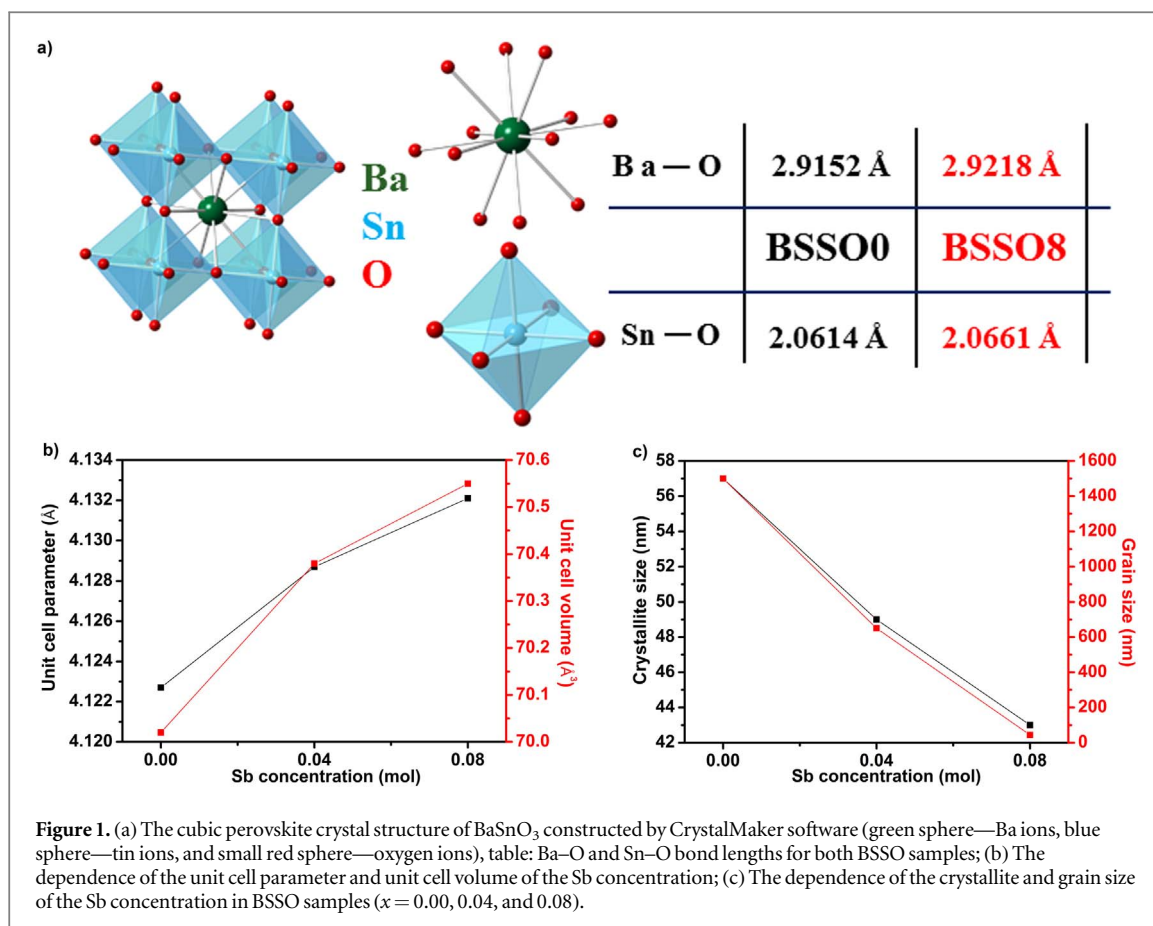 a)
Ba
Sn
O
Ba — O 2.9152 Å 2.9218 Å
BSSO0 BSSO8
Sn — O 2.0614 Å 2.0661 Å
b)
4.134
4.132
4.130
4.128
4.126
4.124
4.122
4.120
Unit cell parameter (Å)
0.00 0.04 0.08
Sb concentration (mol)
70.6
70.5
70.4
70.3
70.2
70.1
70.0
Unit cell volume (Å³)
c)
58
56
54
52
50
48
46
44
42
Crystallite size (nm)
0.00 0.04 0.08
Sb concentration (mol)
1600
1400
1200
1000
800
600
400
200
0
Grain size (nm)
Figure 1. (a) The cubic perovskite crystal structure of BaSnO₃ constructed by CrystalMaker software (green sphere—Ba ions, blue
sphere—tin ions, and small red sphere—oxygen ions), table: Ba–O and Sn–O bond lengths for both BSSO samples; (b) The
dependence of the unit cell parameter and unit cell volume of the Sb concentration; (c) The dependence of the crystallite and grain size
of the Sb concentration in BSSO samples (x = 0.00, 0.04, and 0.08).